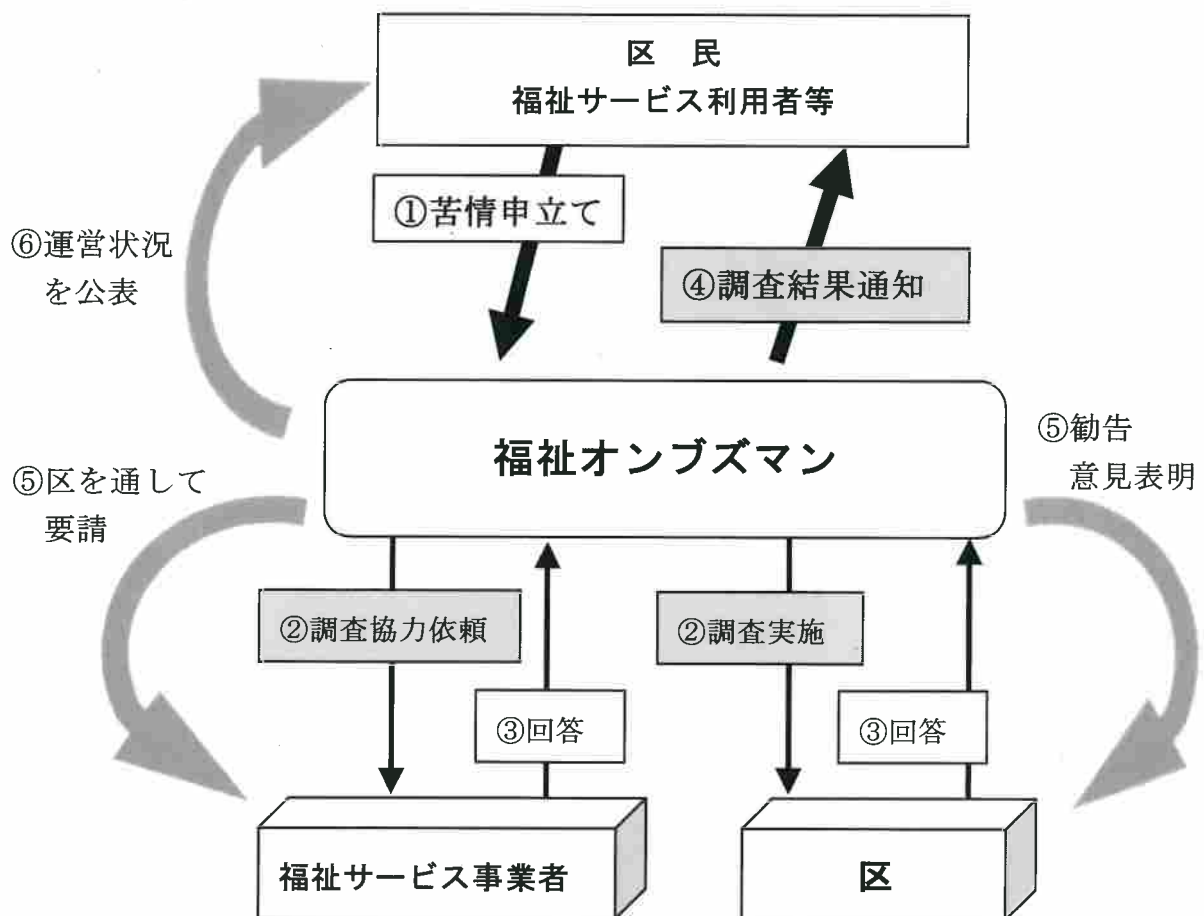 区 民
福祉サービス利用者等
①苦情申立て
④調査結果通知
⑥運営状況
を公表
福祉オンブズマン
⑤勧告
意見表明
⑤区を通して
要請
②調査協力依頼
②調査実施
③回答
③回答
福祉サービス事業者
区